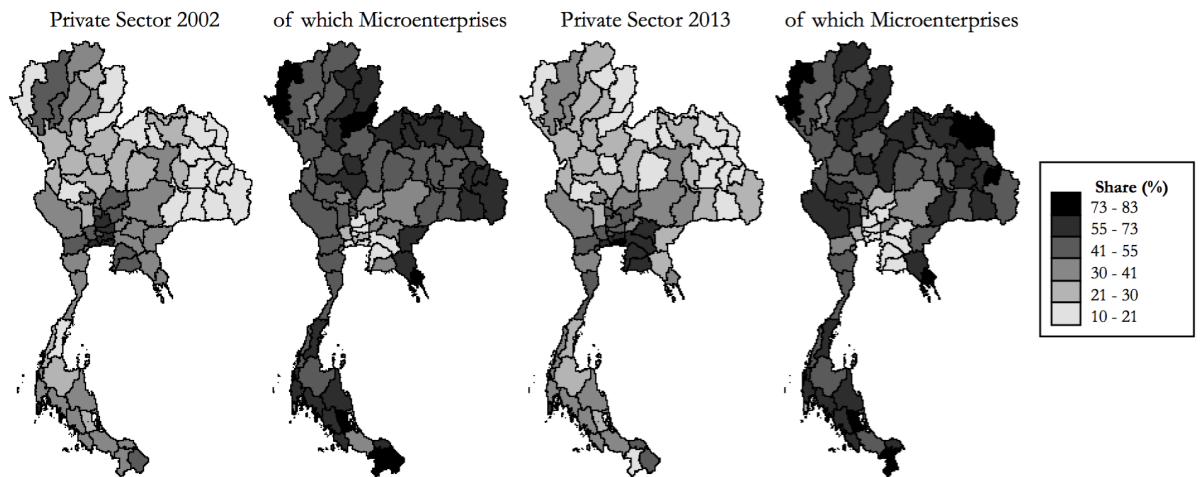 Private Sector 2002
of which Microenterprises
Private Sector 2013
of which Microenterprises
Share (%)
73 - 83
55 - 73
41 - 55
30 - 41
21 - 30
10 - 21